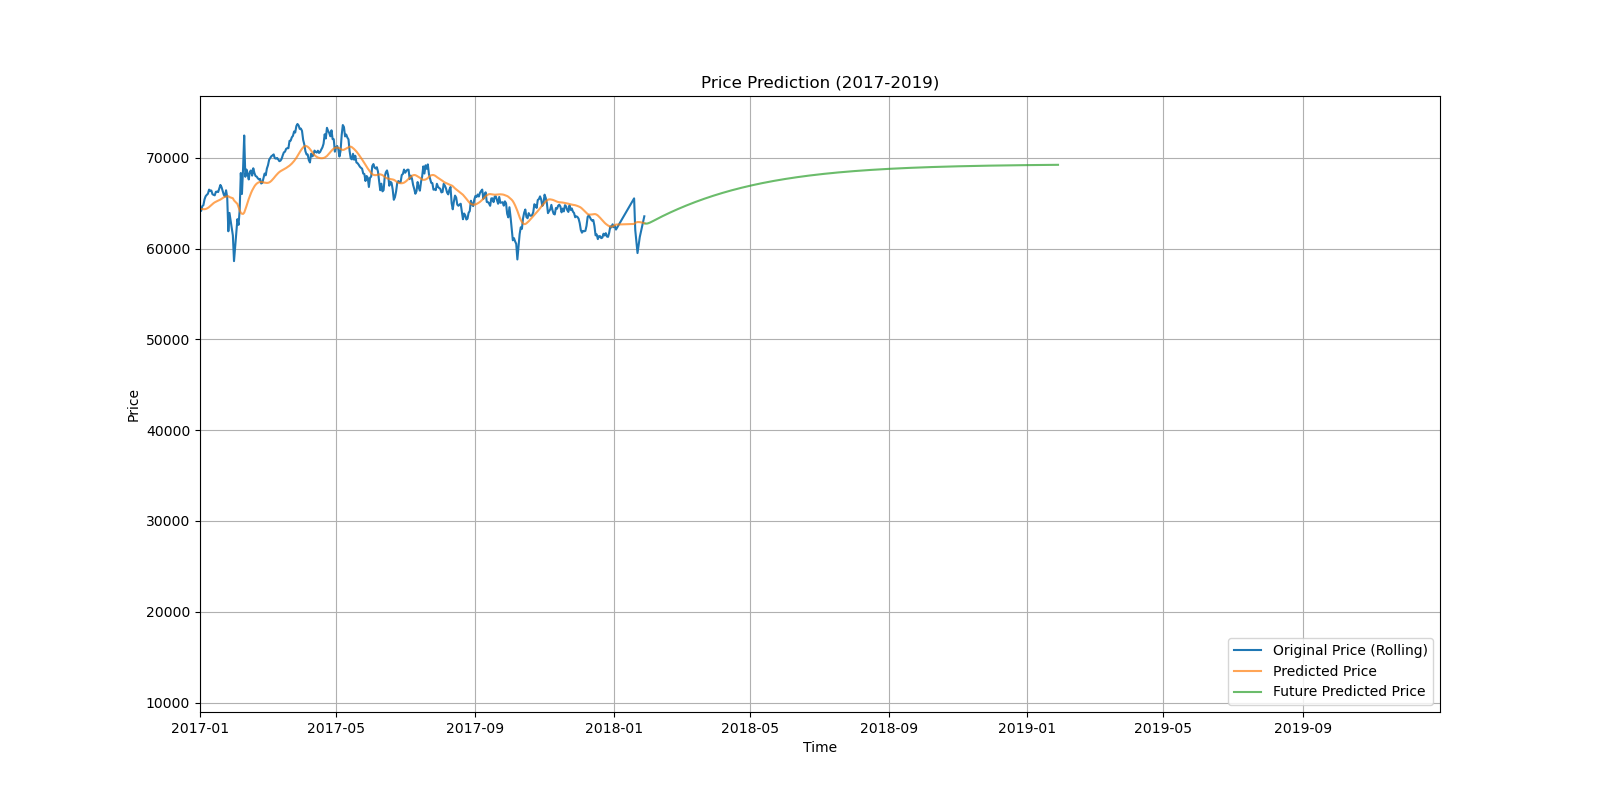 Price Prediction (2017-2019)
Price
70000
60000
50000
40000
30000
20000
10000
2017-01 2017-05 2017-09 2018-01 2018-05 2018-09 2019-01 2019-05 2019-09
Time
Original Price (Rolling)
Predicted Price
Future Predicted Price